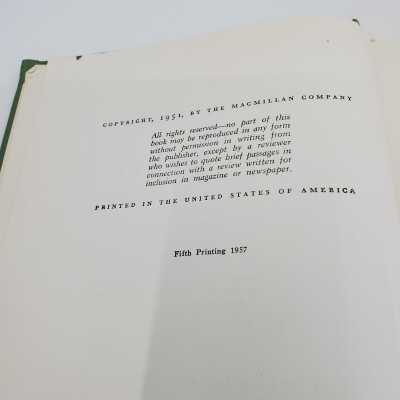 COPYRIGHT, 1951, BY THE MACMILLAN COMPANY
All rights reserved—no part of this
book may be reproduced in any form
without permission in writing from
the publisher, except by a reviewer
who wishes to quote brief passages in
connection with a review written for
inclusion in magazine or newspaper.
PRINTED IN THE UNITED STATES OF AMERICA
Fifth Printing 1957